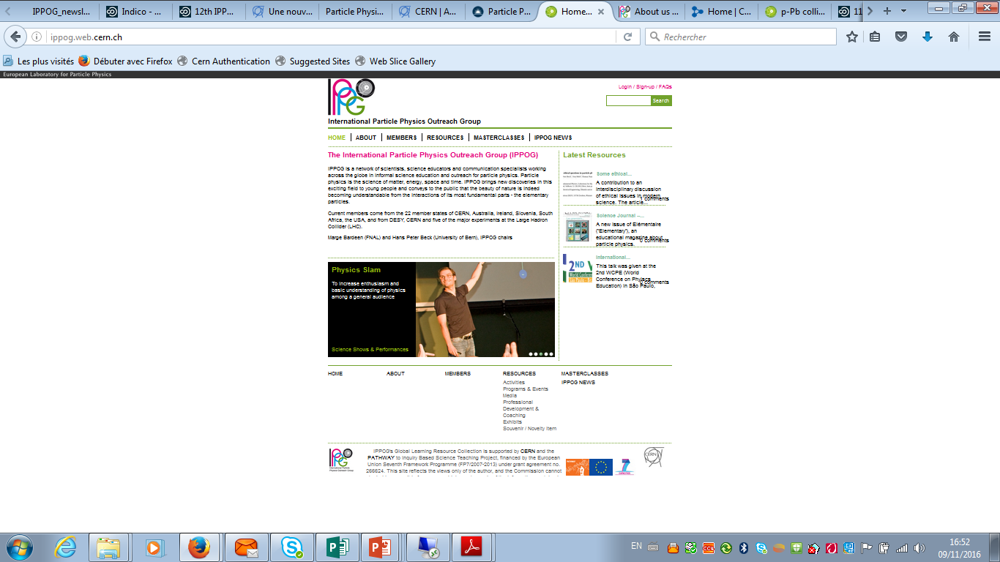 IPPOG_newsl...
Indico - ...
12th IPP...
Une nouv...
Particle Physi...
CERN | A...
Particle P...
Home...
About us ...
Home | C...
p-Pb colli...
11
ippog.web.cern.ch
Rechercher
Les plus visités
Débuter avec Firefox
Cern Authentication
Suggested Sites
Web Slice Gallery
European Laboratory for Particle Physics
IPPOG
Login / Sign-up / FAQs
Search
International Particle Physics Outreach Group
HOME
ABOUT
MEMBERS
RESOURCES
MASTERCLASSES
IPPOG NEWS
The International Particle Physics Outreach Group (IPPOG)
IPPOG is a network of scientists, science educators and communication specialists working
across the globe in informal science education and outreach for particle physics. Particle
physics is the science of matter, energy, space and time. IPPOG brings new discoveries in this
exciting field to young people and conveys to the public that the beauty of nature is indeed
becoming understandable from the interactions of its most fundamental parts - the elementary
particles.
Current members come from the 22 member states of CERN, Australia, Ireland, Slovenia, South
Africa, the USA, and from DESY, CERN and five of the major experiments at the Large Hadron
Collider (LHC).
Marge Bardeen (FNAL) and Hans Peter Beck (University of Bern), IPPOG chairs
Physics Slam
To increase enthusiasm and
basic understanding of physics
among a general audience
Science Shows & Performances
Latest Resources
Some ethical...
A contribution to an
interdisciplinary discussion
of ethical issues in modern
science. The article...
comments
Science Journal –...
A new issue of Elémentaire
("Elementary"), an
educational magazine about
particle physics.
0 comments
2ND W
International...
This talk was given at the
2nd WCPE (World
Conference on Physics
Education) in São Paulo,
comments
HOME
ABOUT
MEMBERS
RESOURCES
Activities
Programs & Events
Media
Professional
Development &
Coaching
Exhibits
Souvenir / Novelty Item
MASTERCLASSES
IPPOG NEWS
IPPOG's Global Learning Resource Collection is supported by CERN and the
PATHWAY to Inquiry Based Science Teaching Project, financed by the European
Union Seventh Framework Programme (FP7/2007-2013) under grant agreement no.
266624. This site reflects the views only of the author, and the Commission cannot
CERN
EN
16:52
09/11/2016